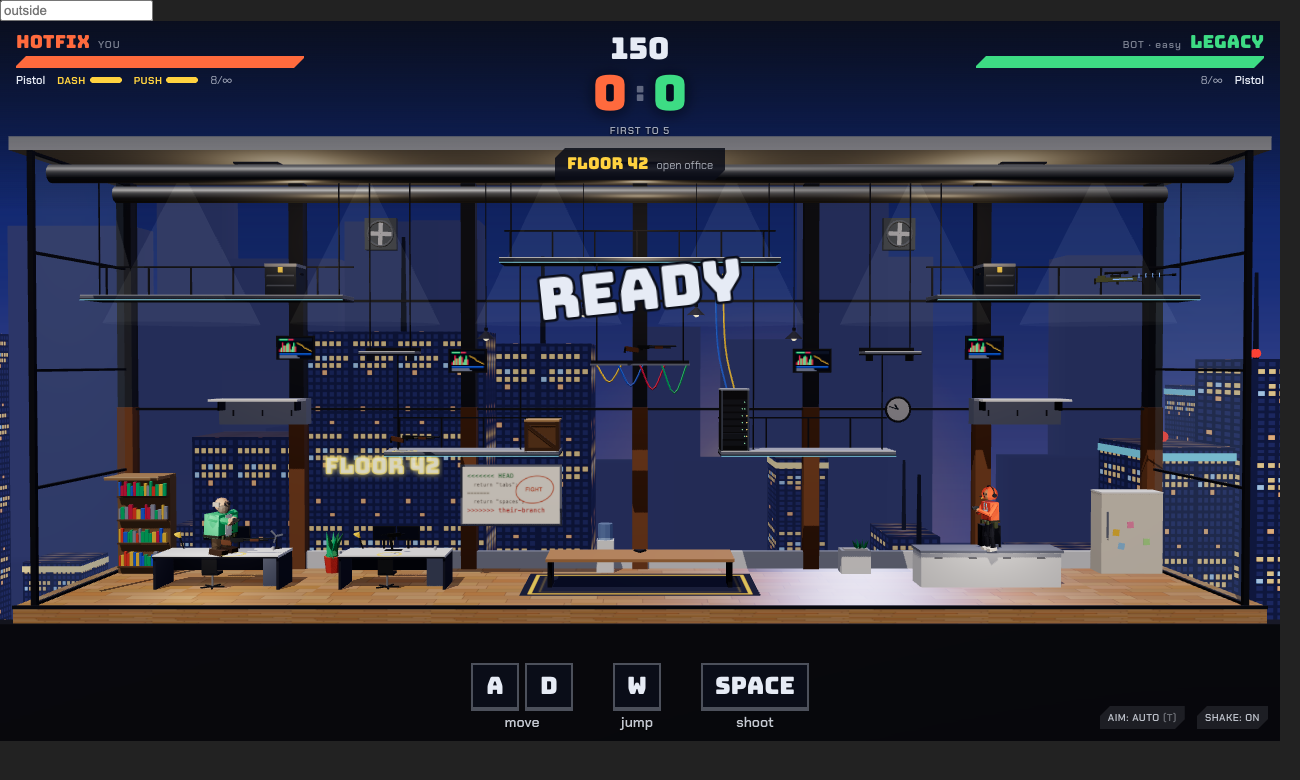 outside
HOTFIX YOU
150
BOT · easy LEGACY
Pistol DASH PUSH 8/∞
0 : 0
8/∞ Pistol
FIRST TO 5
FLOOR 42 open office
READY
FLOOR 42
<<<<<<< HEAD
return "tabs"
=======
return "spaces"
>>>>>>> their-branch
FIGHT
A D W SPACE
move jump shoot
AIM: AUTO (T) SHAKE: ON